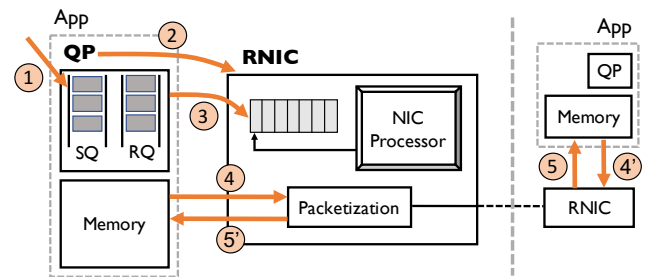 App
QP
2
RNIC
1
3
SQ
RQ
NIC
Processor
4
Memory
Packetization
5'
App
QP
Memory
5
4'
RNIC